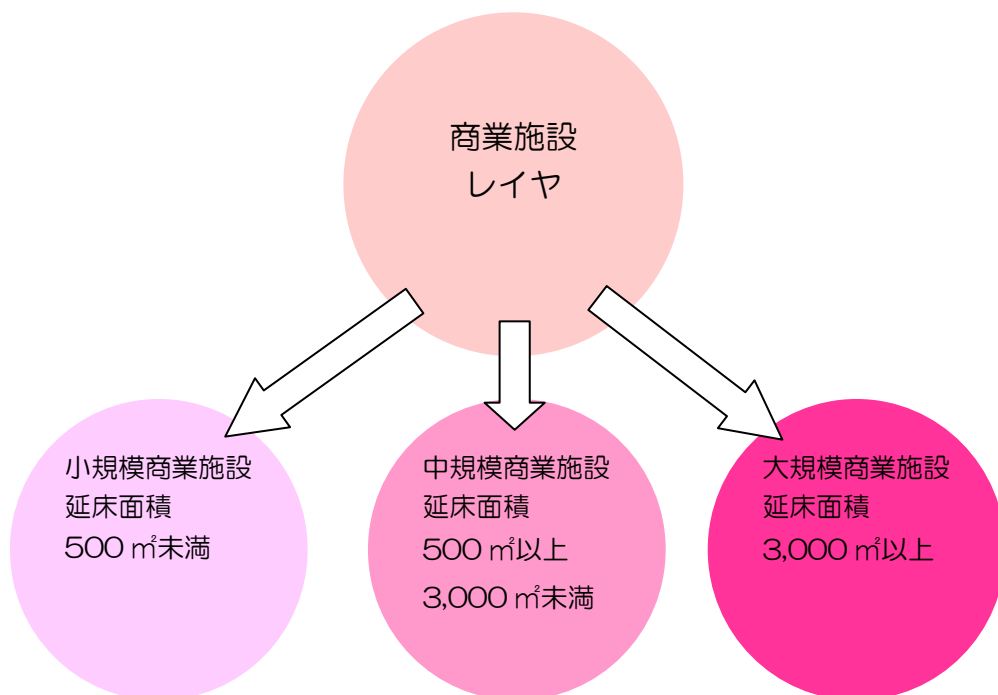 商業施設
レイヤ
小規模商業施設
延床面積
500 ㎡未満
中規模商業施設
延床面積
500 ㎡以上
3,000 ㎡未満
大規模商業施設
延床面積
3,000 ㎡以上